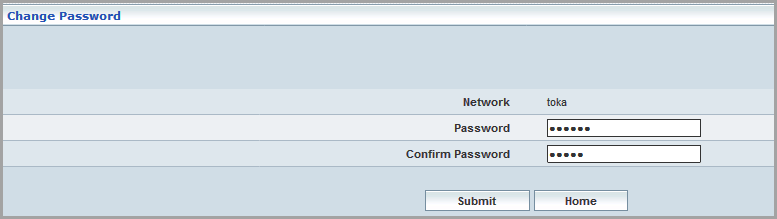 Change Password
Network toka
Password ••••••
Confirm Password •••••
Submit Home